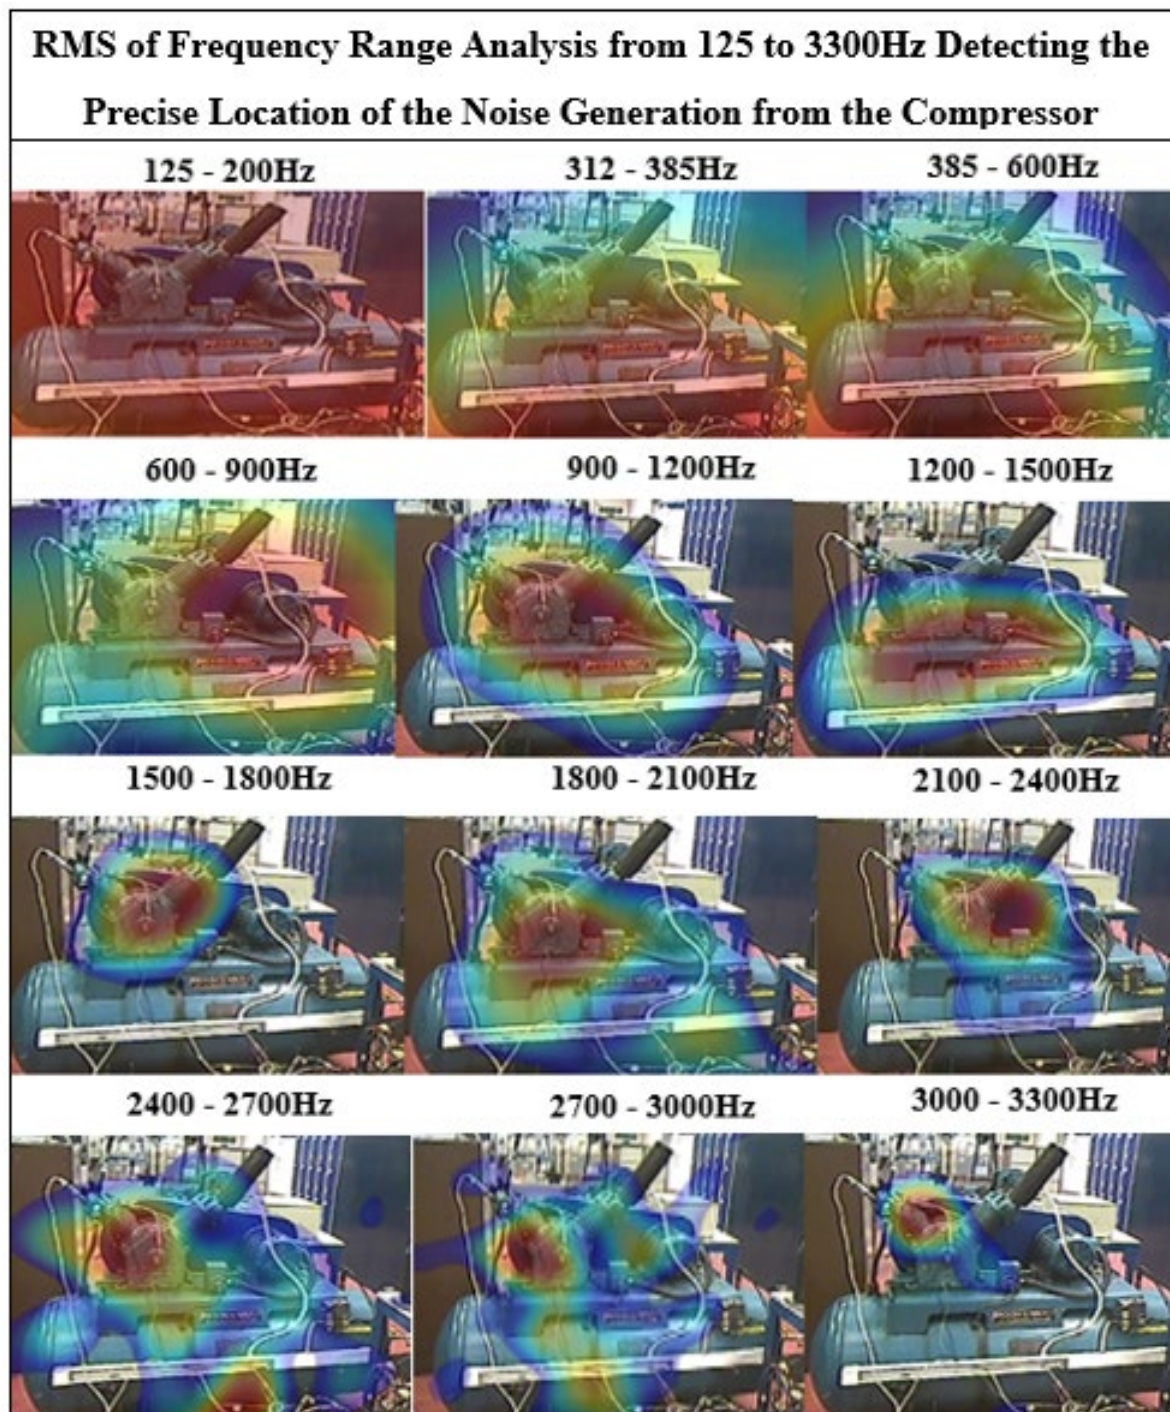 RMS of Frequency Range Analysis from 125 to 3300Hz Detecting the
Precise Location of the Noise Generation from the Compressor
125 - 200Hz
312 - 385Hz
385 - 600Hz
600 - 900Hz
900 - 1200Hz
1200 - 1500Hz
1500 - 1800Hz
1800 - 2100Hz
2100 - 2400Hz
2400 - 2700Hz
2700 - 3000Hz
3000 - 3300Hz